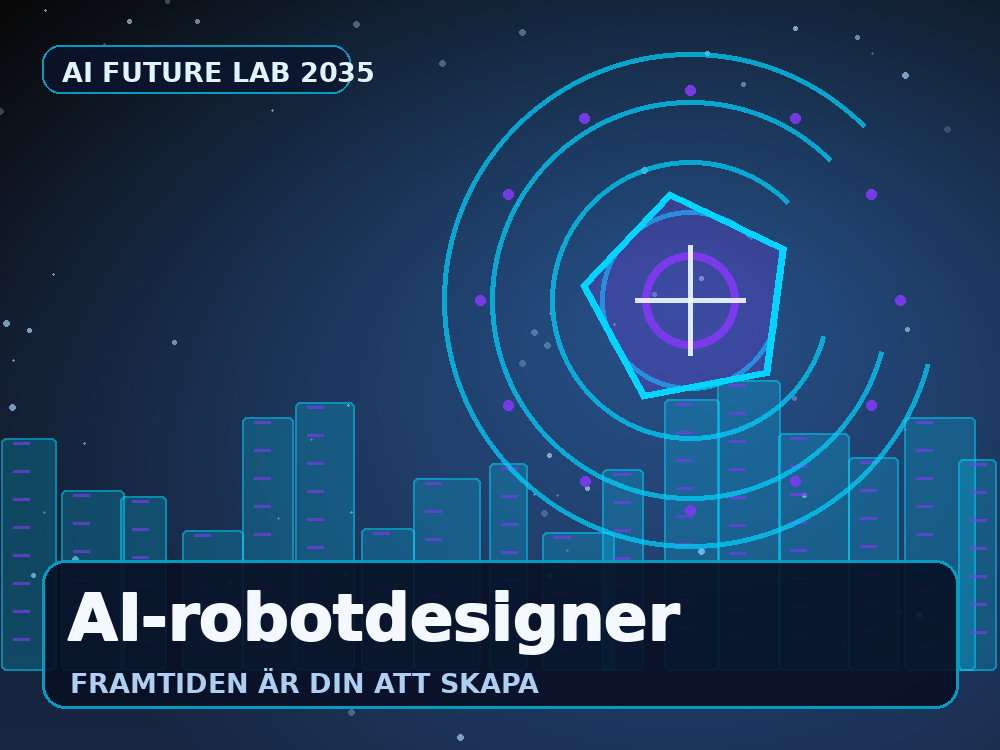 AI FUTURE LAB 2035
AI-robotdesigner
FRAMTIDEN ÄR DIN ATT SKAPA